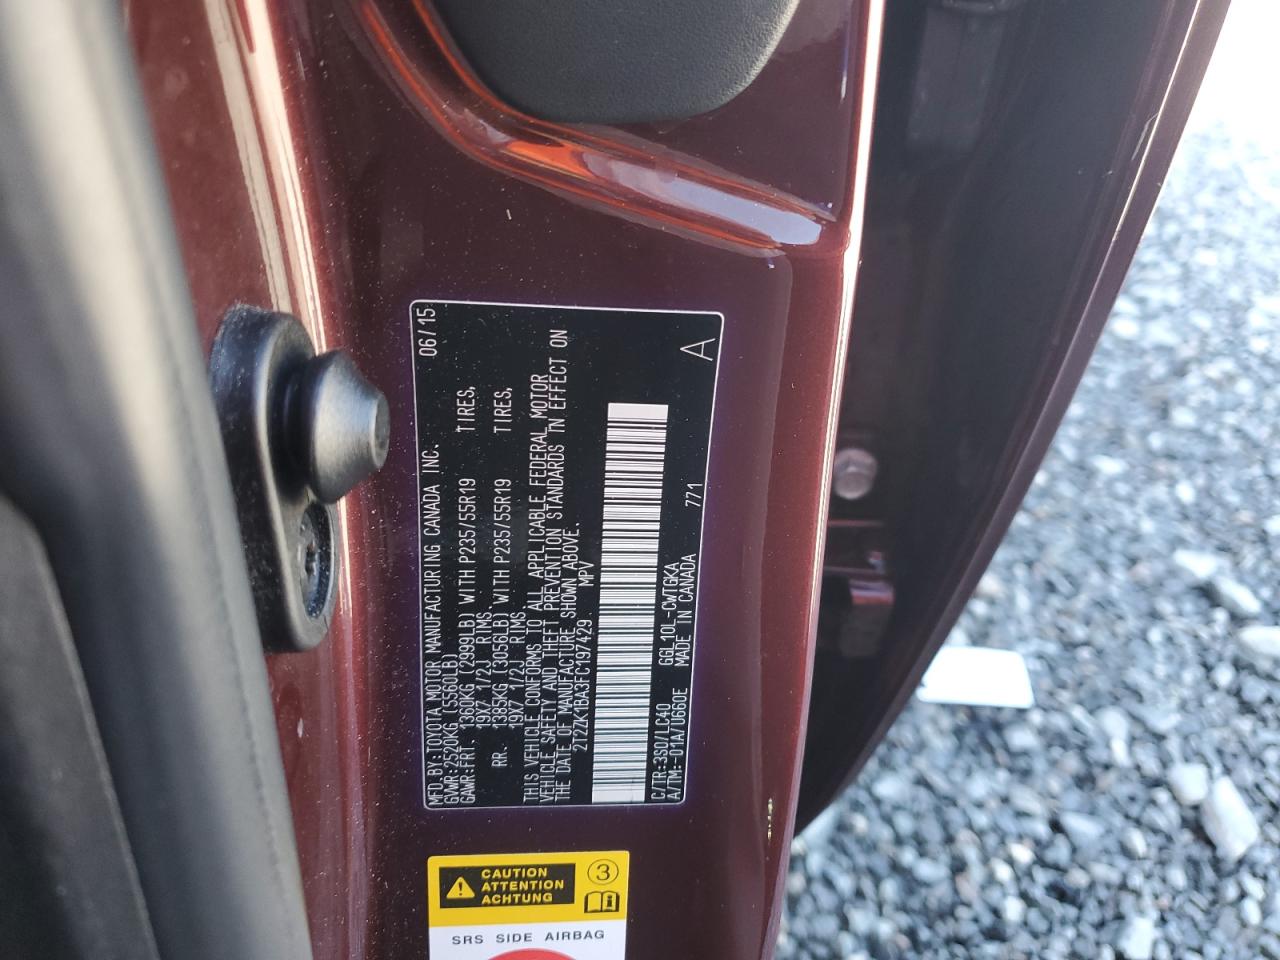 MFD.BY:TOYOTA MOTOR MANUFACTURING CANADA INC. 06/15
GVWR:2520KG (5560LB)
GAWR:FRT. 1360KG (2999LB) WITH P235/55R19 TIRES,
19X7 1/2J RIMS
RR. 1385KG (3056LB) WITH P235/55R19 TIRES,
19X7 1/2J RIMS
THIS VEHICLE CONFORMS TO ALL APPLICABLE FEDERAL MOTOR
VEHICLE SAFETY AND THEFT PREVENTION STANDARDS IN EFFECT ON
THE DATE OF MANUFACTURE SHOWN ABOVE.
2T2ZK1BA3FC197429 MPV
C/TR:3S0/LC40 GGL10L-CWTGKA 771 A
A/TM:-01A/U660E MADE IN CANADA
CAUTION
ATTENTION
ACHTUNG
3
SRS SIDE AIRBAG